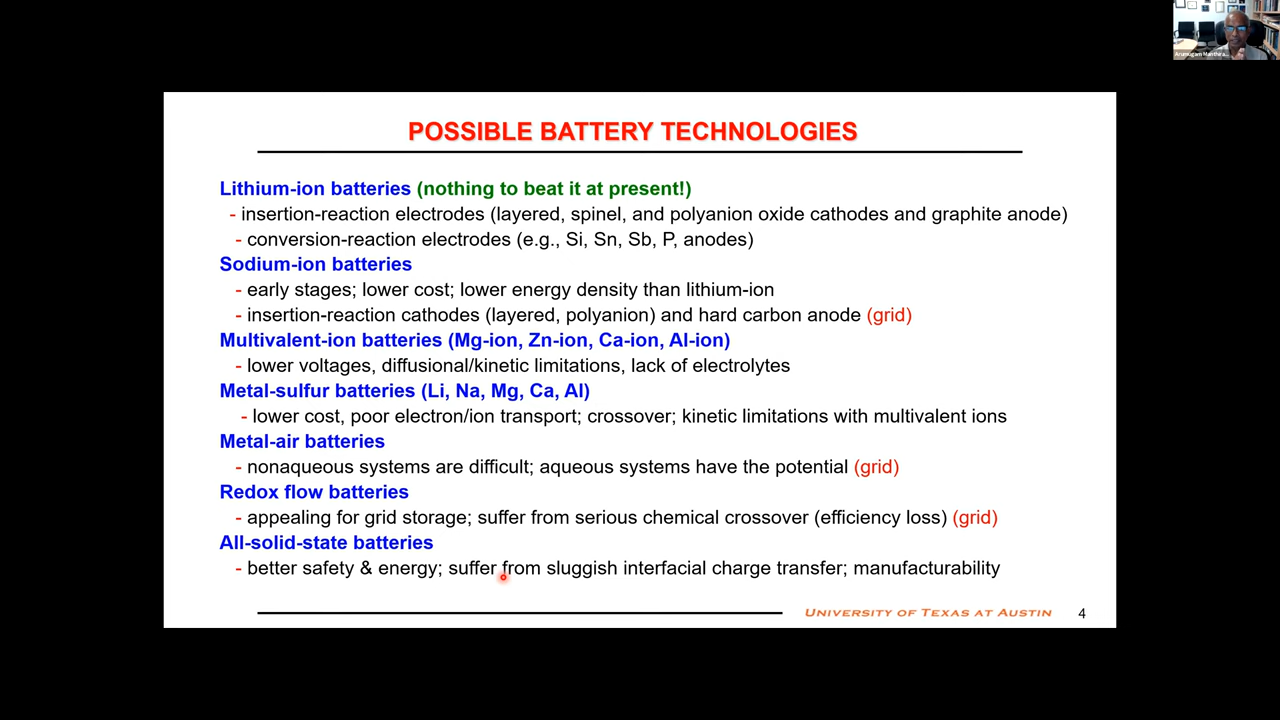 POSSIBLE BATTERY TECHNOLOGIES
Lithium-ion batteries (nothing to beat it at present!)
- insertion-reaction electrodes (layered, spinel, and polyanion oxide cathodes and graphite anode)
- conversion-reaction electrodes (e.g., Si, Sn, Sb, P, anodes)
Sodium-ion batteries
- early stages; lower cost; lower energy density than lithium-ion
- insertion-reaction cathodes (layered, polyanion) and hard carbon anode (grid)
Multivalent-ion batteries (Mg-ion, Zn-ion, Ca-ion, Al-ion)
- lower voltages, diffusional/kinetic limitations, lack of electrolytes
Metal-sulfur batteries (Li, Na, Mg, Ca, Al)
- lower cost, poor electron/ion transport; crossover; kinetic limitations with multivalent ions
Metal-air batteries
- nonaqueous systems are difficult; aqueous systems have the potential (grid)
Redox flow batteries
- appealing for grid storage; suffer from serious chemical crossover (efficiency loss) (grid)
All-solid-state batteries
- better safety & energy; suffer from sluggish interfacial charge transfer; manufacturability
UNIVERSITY OF TEXAS AT AUSTIN 4